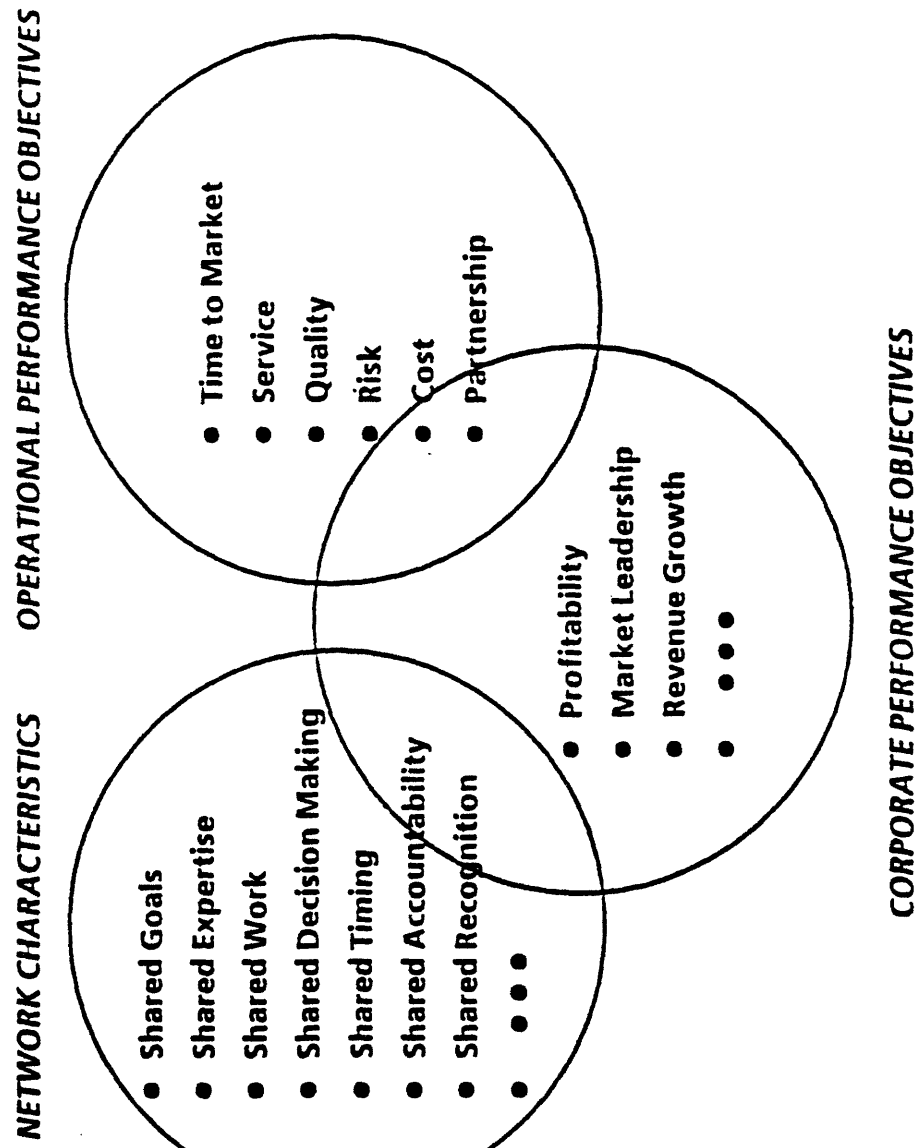 NETWORK CHARACTERISTICS
• Shared Goals
• Shared Expertise
• Shared Work
• Shared Decision Making
• Shared Timing
• Shared Accountability
• Shared Recognition
• •••
OPERATIONAL PERFORMANCE OBJECTIVES
• Time to Market
• Service
• Quality
• Risk
• Cost
• Partnership
• Profitability
• Market Leadership
• Revenue Growth
• •••
CORPORATE PERFORMANCE OBJECTIVES